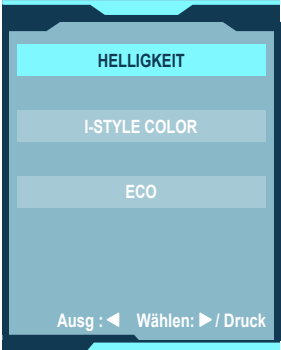 HELLIGKEIT
I-STYLE COLOR
ECO
Ausg :◀ Wählen: ▶/ Druck